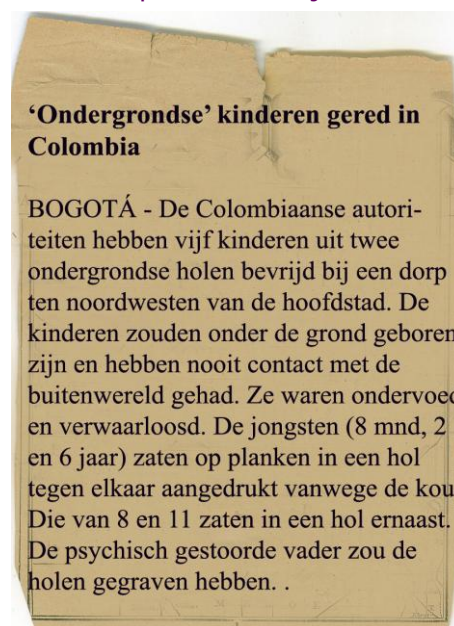 'Ondergrondse' kinderen gered in
Colombia
BOGOTÁ - De Colombiaanse autori-
teiten hebben vijf kinderen uit twee
ondergrondse holen bevrijd bij een dorp
ten noordwesten van de hoofdstad. De
kinderen zouden onder de grond geboren
zijn en hebben nooit contact met de
buitenwereld gehad. Ze waren ondervoed
en verwaarloosd. De jongsten (8 mnd, 2
en 6 jaar) zaten op planken in een hol
tegen elkaar aangedrukt vanwege de kou
Die van 8 en 11 zaten in een hol ernaast.
De psychisch gestoorde vader zou de
holen gegraven hebben. .